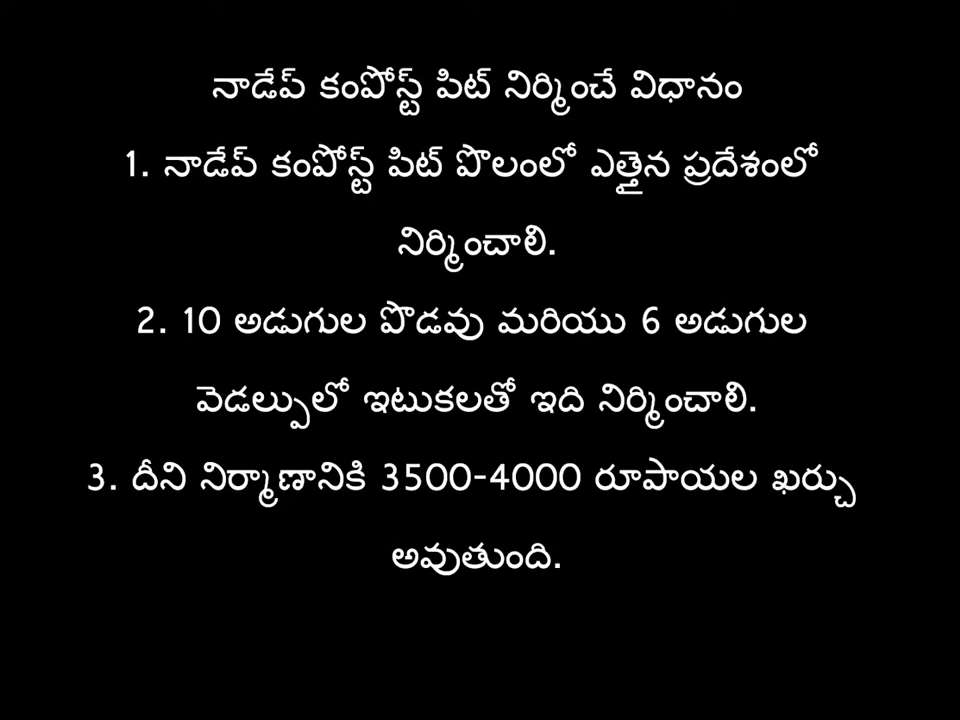 నాడేప్ కంపోస్ట్ పిట్ నిర్మించే విధానం
1. నాడేప్ కంపోస్ట్ పిట్ పొలంలో ఎత్తైన ప్రదేశంలో
నిర్మించాలి.
2. 10 అడుగుల పొడవు మరియు 6 అడుగుల
వెడల్పులో ఇటుకలతో ఇది నిర్మించాలి.
3. దీని నిర్మాణానికి 3500-4000 రూపాయల ఖర్చు
అవుతుంది.